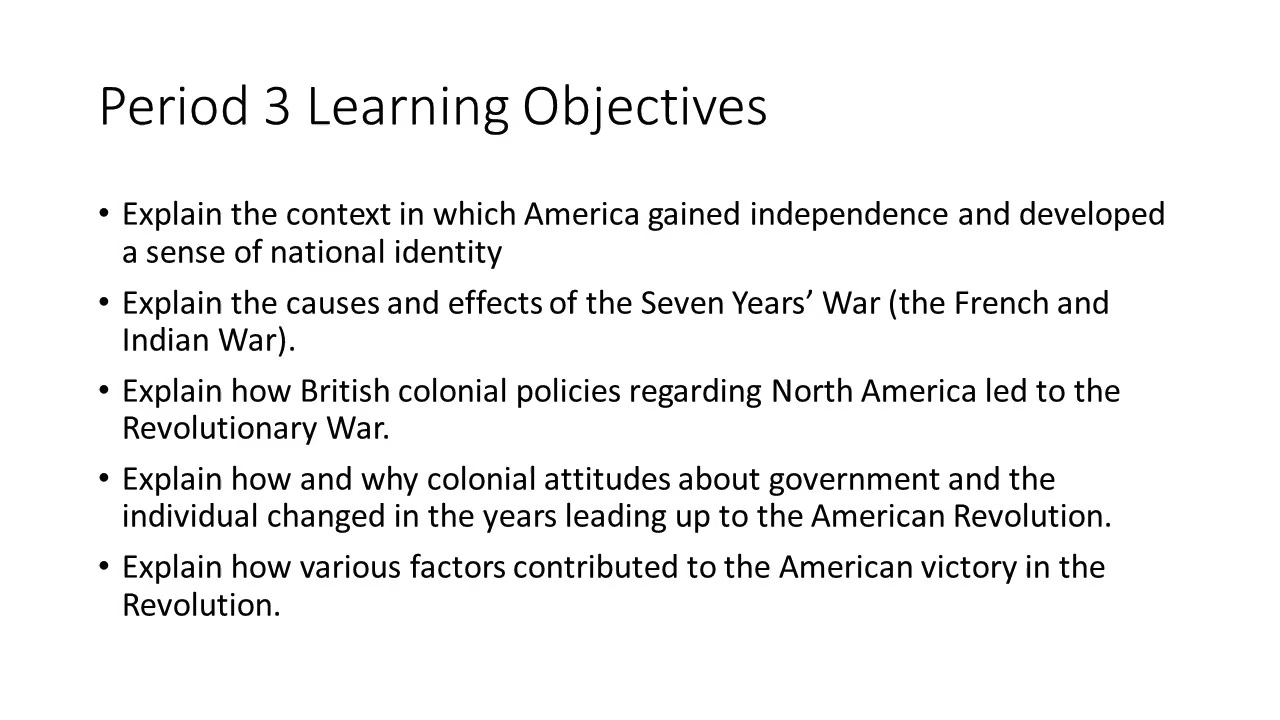 Period 3 Learning Objectives
• Explain the context in which America gained independence and developed
a sense of national identity
• Explain the causes and effects of the Seven Years’ War (the French and
Indian War).
• Explain how British colonial policies regarding North America led to the
Revolutionary War.
• Explain how and why colonial attitudes about government and the
individual changed in the years leading up to the American Revolution.
• Explain how various factors contributed to the American victory in the
Revolution.